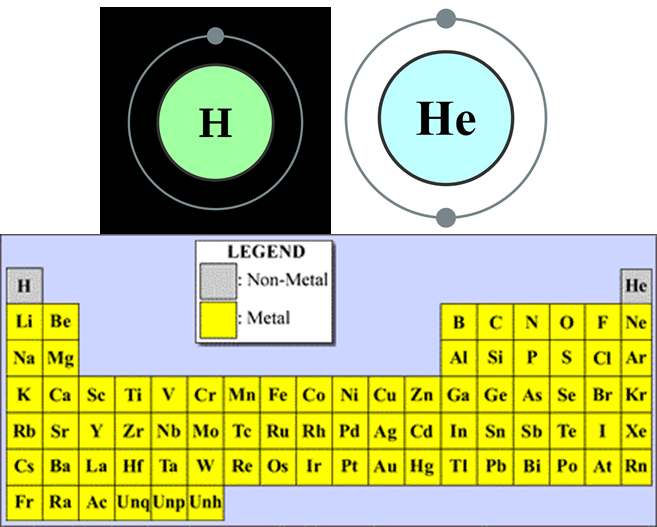 H He
LEGEND
: Non-Metal
: Metal
H He
Li Be B C N O F Ne
Na Mg Al Si P S Cl Ar
K Ca Sc Ti V Cr Mn Fe Co Ni Cu Zn Ga Ge As Se Br Kr
Rb Sr Y Zr Nb Mo Tc Ru Rh Pd Ag Cd In Sn Sb Te I Xe
Cs Ba La Hf Ta W Re Os Ir Pt Au Hg Tl Pb Bi Po At Rn
Fr Ra Ac Unq Unp Unh